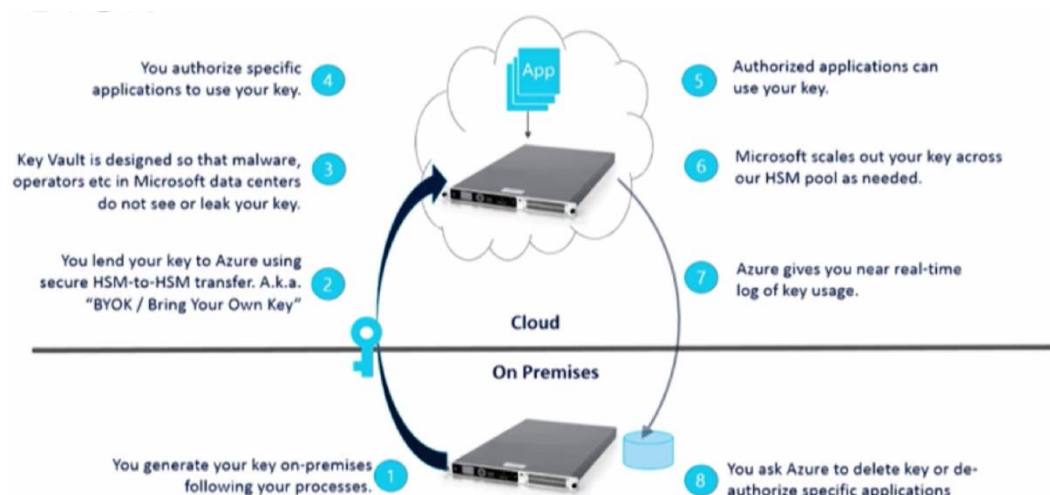 You authorize specific
applications to use your key.
4
App
5
Authorized applications can
use your key.
Key Vault is designed so that malware,
operators etc in Microsoft data centers
do not see or leak your key.
3
6
Microsoft scales out your key across
our HSM pool as needed.
You lend your key to Azure using
secure HSM-to-HSM transfer. A.k.a.
“BYOK / Bring Your Own Key”
2
7
Azure gives you near real-time
log of key usage.
Cloud
On Premises
You generate your key on-premises
following your processes.
1
8
You ask Azure to delete key or de-
authorize specific applications